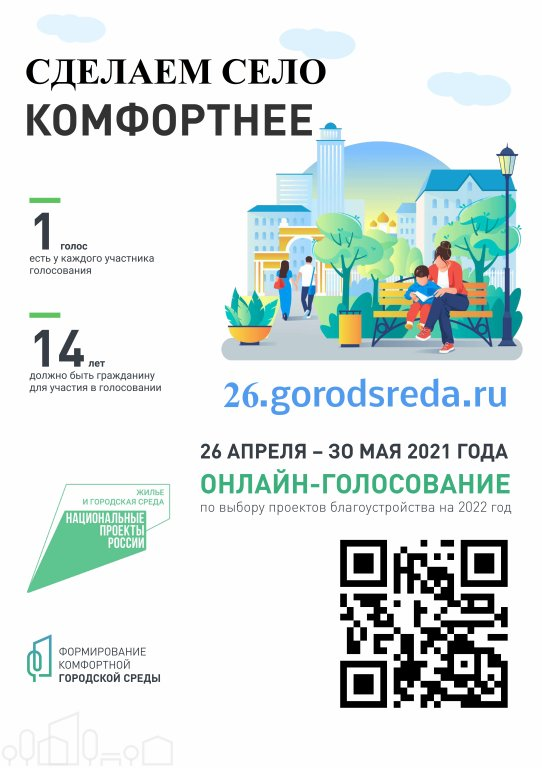 СДЕЛАЕМ СЕЛО
КОМФОРТНЕЕ
1 голос
есть у каждого участника
голосования
14 лет
должно быть гражданину
для участия в голосовании
26.gorodsreda.ru
26 АПРЕЛЯ – 30 МАЯ 2021 ГОДА
ОНЛАЙН-ГОЛОСОВАНИЕ
по выбору проектов благоустройства на 2022 год
ЖИЛЬЕ
И ГОРОДСКАЯ СРЕДА
НАЦИОНАЛЬНЫЕ
ПРОЕКТЫ
РОССИИ
ФОРМИРОВАНИЕ
КОМФОРТНОЙ
ГОРОДСКОЙ СРЕДЫ